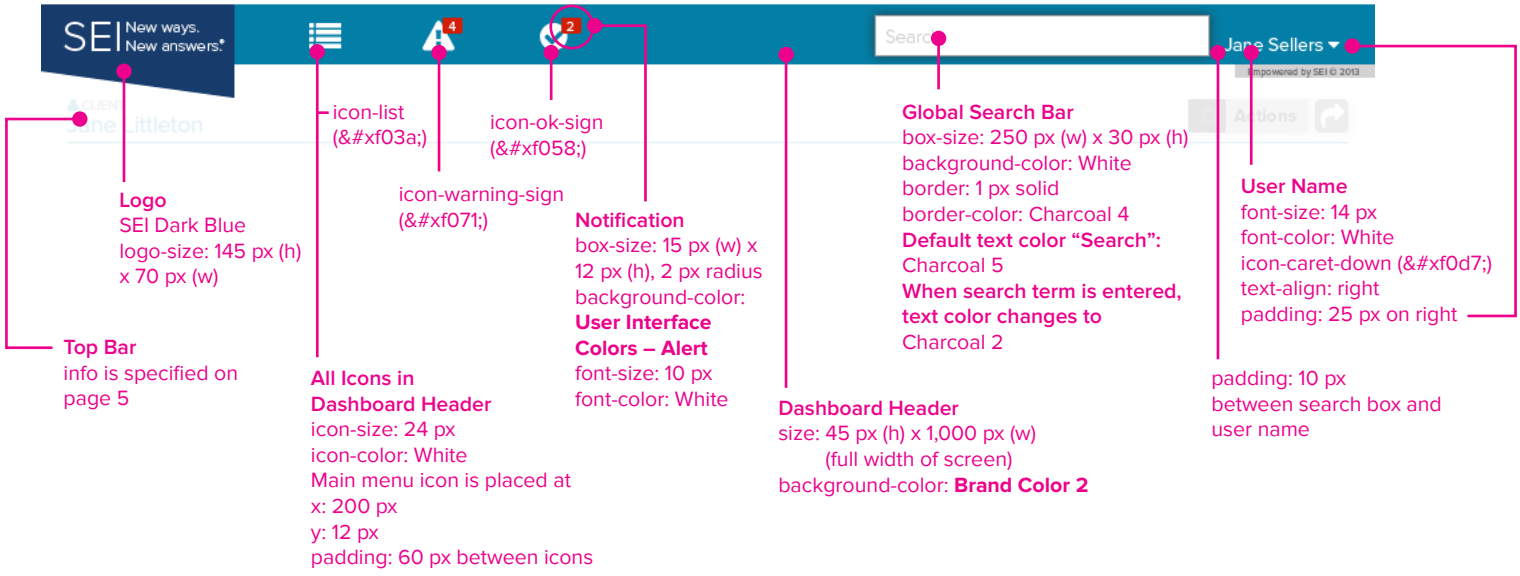 SEI New ways.
New answers.®
4
2
Search
Jane Sellers
Empowered by SEI © 2013
CLIENT
Jane Littleton
Actions
icon-list
(&#xf03a;)
icon-ok-sign
(&#xf058;)
icon-warning-sign
(&#xf071;)
Logo
SEI Dark Blue
logo-size: 145 px (h)
x 70 px (w)
Top Bar
info is specified on
page 5
All Icons in
Dashboard Header
icon-size: 24 px
icon-color: White
Main menu icon is placed at
x: 200 px
y: 12 px
padding: 60 px between icons
Notification
box-size: 15 px (w) x
12 px (h), 2 px radius
background-color:
User Interface
Colors – Alert
font-size: 10 px
font-color: White
Dashboard Header
size: 45 px (h) x 1,000 px (w)
(full width of screen)
background-color: Brand Color 2
Global Search Bar
box-size: 250 px (w) x 30 px (h)
background-color: White
border: 1 px solid
border-color: Charcoal 4
Default text color “Search”:
Charcoal 5
When search term is entered,
text color changes to
Charcoal 2
User Name
font-size: 14 px
font-color: White
icon-caret-down (&#xf0d7;)
text-align: right
padding: 25 px on right
padding: 10 px
between search box and
user name